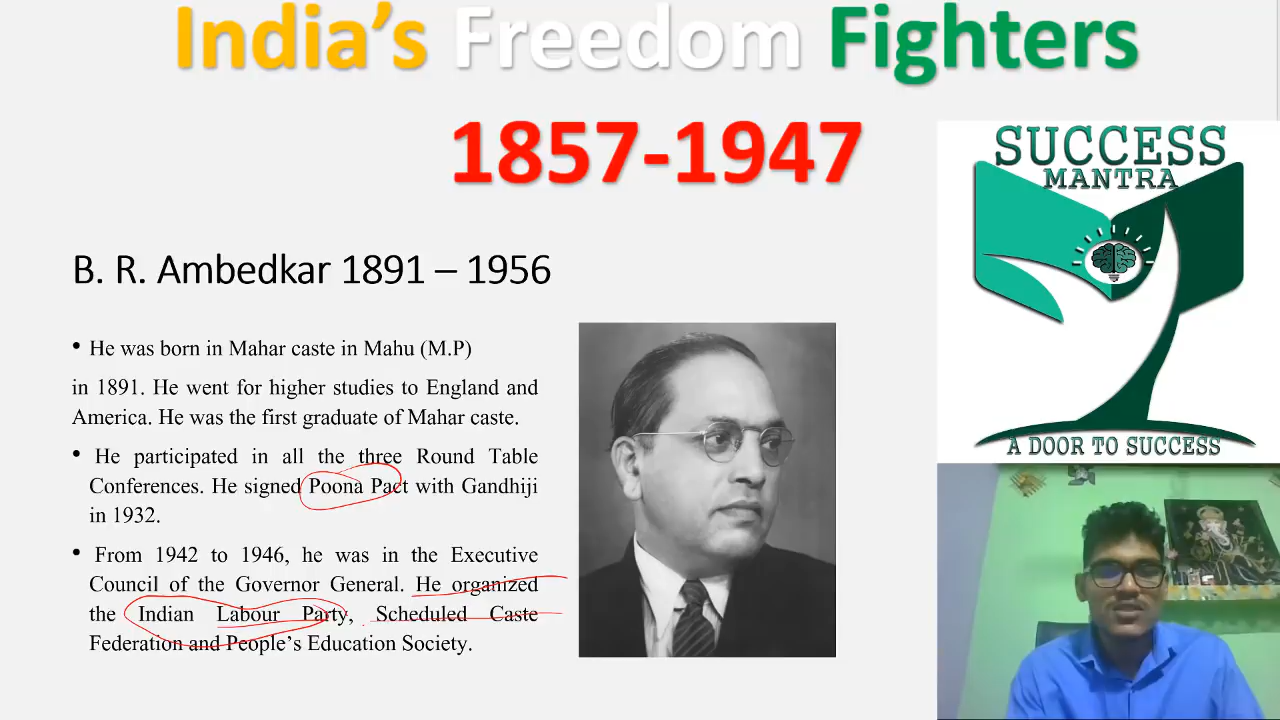 India's Freedom Fighters
1857-1947
SUCCESS
MANTRA
A DOOR TO SUCCESS
B. R. Ambedkar 1891 – 1956
• He was born in Mahar caste in Mahu (M.P)
in 1891. He went for higher studies to England and
America. He was the first graduate of Mahar caste.
• He participated in all the three Round Table
Conferences. He signed Poona Pact with Gandhiji
in 1932.
• From 1942 to 1946, he was in the Executive
Council of the Governor General. He organized
the Indian Labour Party, Scheduled Caste
Federation and People's Education Society.